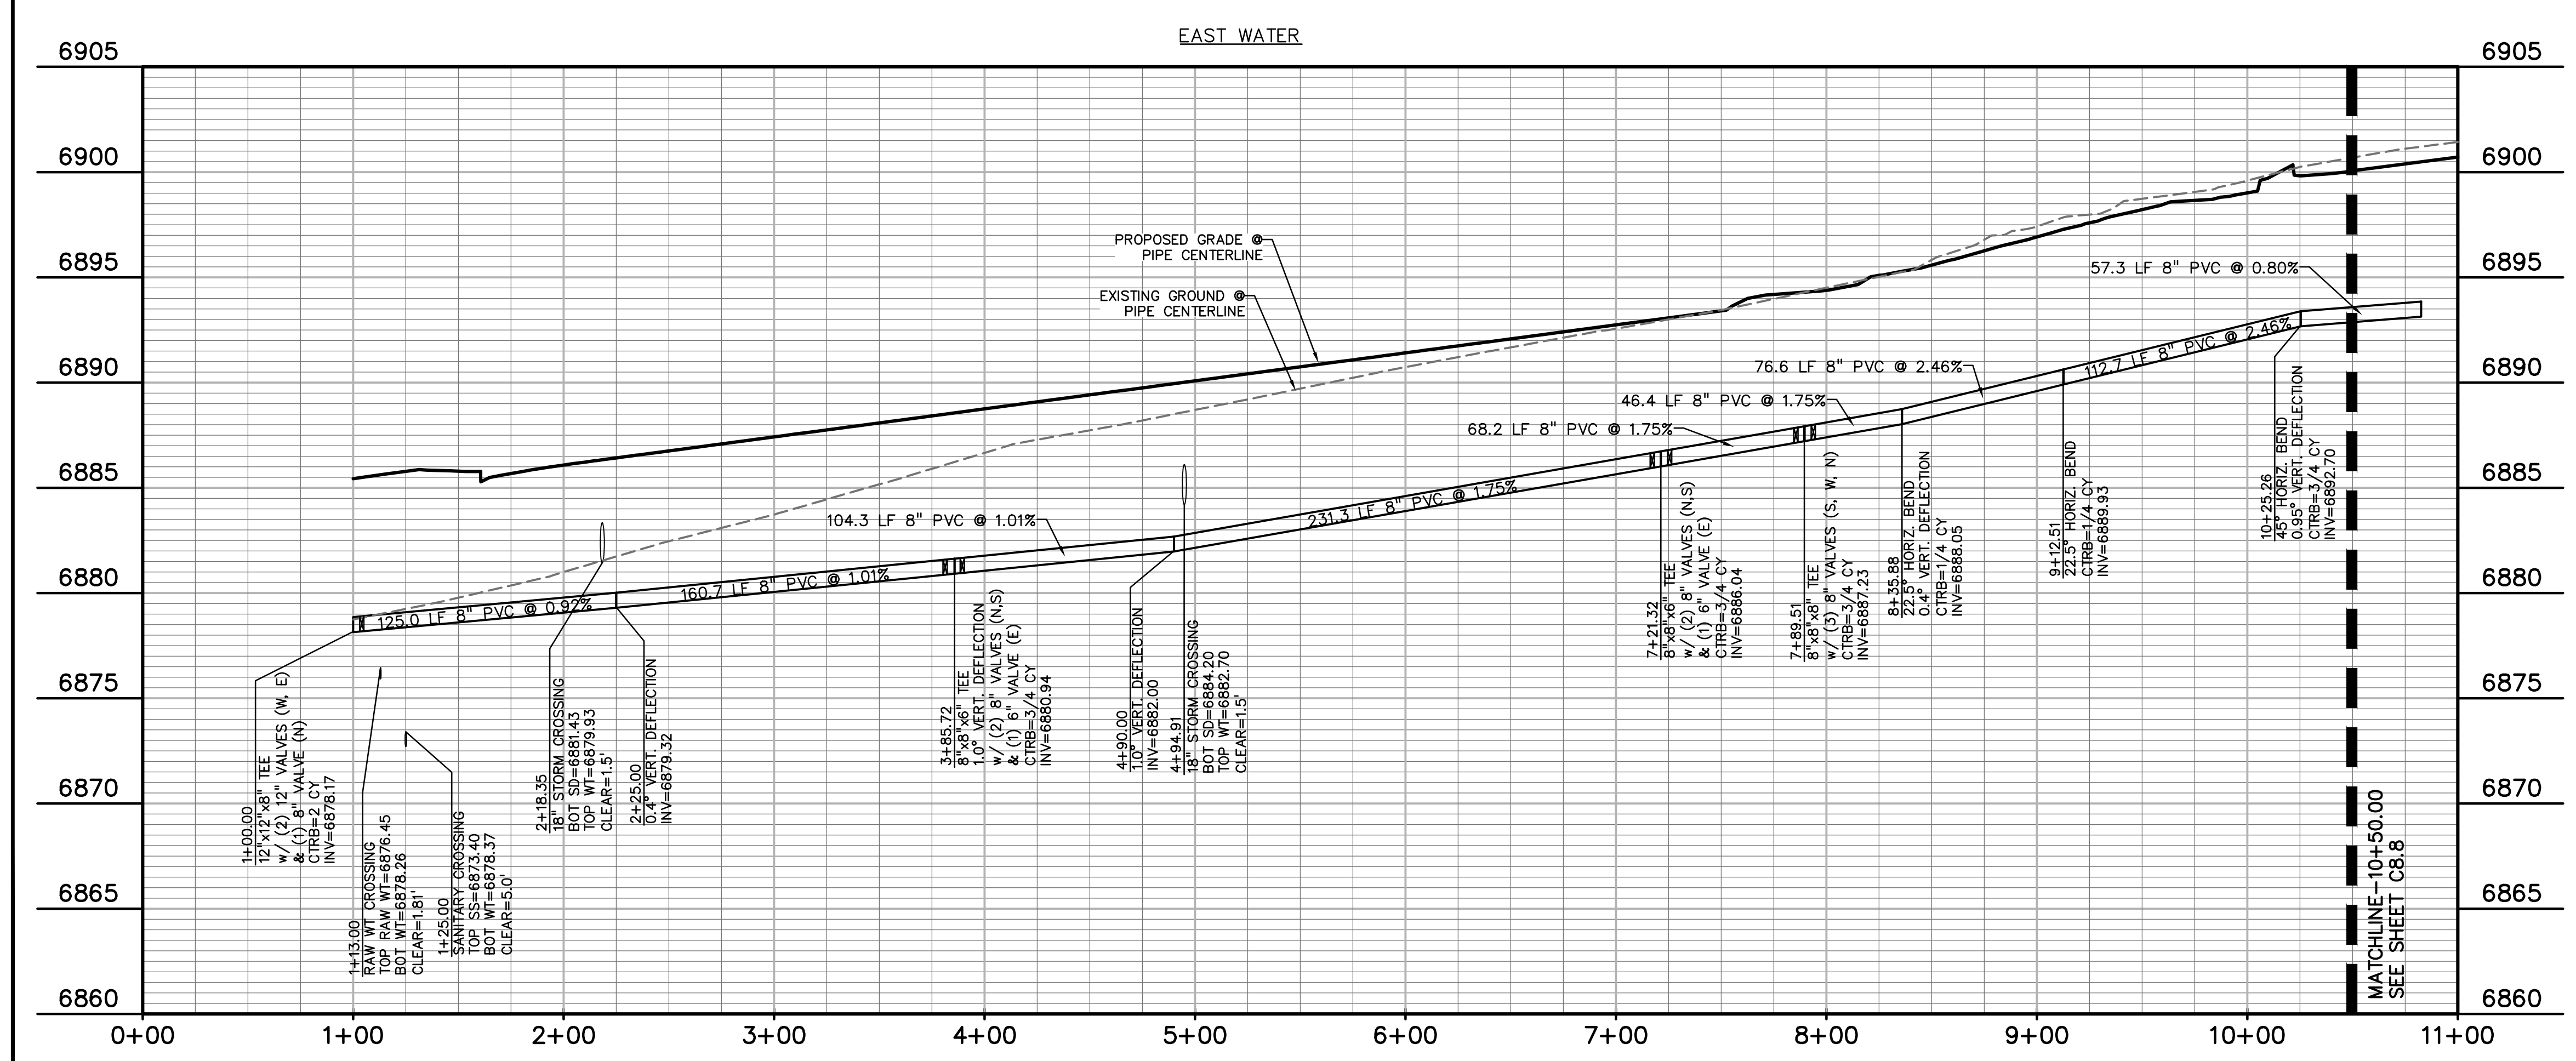 EAST WATER
6905
6900
6895
6890
6885
6880
6875
6870
6865
6860
6905
6900
6895
6890
6885
6880
6875
6870
6865
6860
PROPOSED GRADE @
PIPE CENTERLINE
EXISTING GROUND @
PIPE CENTERLINE
125.0 LF 8" PVC @ 0.92%
160.7 LF 8" PVC @ 1.01%
104.3 LF 8" PVC @ 1.01%
231.3 LF 8" PVC @ 1.75%
68.2 LF 8" PVC @ 1.75%
46.4 LF 8" PVC @ 1.75%
76.6 LF 8" PVC @ 2.46%
112.7 LF 8" PVC @ 2.46%
57.3 LF 8" PVC @ 0.80%
1+00.00
12"x12"x8" TEE
w/ (2) 12" VALVES (W, E)
& (1) 8" VALVE (N)
CTRB=2 CY
INV=6878.17
1+13.00
RAW WT CROSSING
TOP RAW WT=6876.45
BOT WT=6878.26
CLEAR=1.81'
1+25.00
SANITARY CROSSING
TOP SS=6873.40
BOT WT=6878.37
CLEAR=5.0'
2+18.35
18" STORM CROSSING
BOT SD=6881.43
TOP WT=6879.93
CLEAR=1.5'
2+25.00
0.4° VERT. DEFLECTION
INV=6879.32
3+85.72
8"x8"x6" TEE
1.0° VERT. DEFLECTION
w/ (2) 8" VALVES (N,S)
& (1) 6" VALVE (E)
CTRB=3/4 CY
INV=6880.94
4+90.00
1.0° VERT. DEFLECTION
INV=6882.00
4+94.91
18" STORM CROSSING
BOT SD=6884.20
TOP WT=6882.70
CLEAR=1.5'
7+21.32
8"x8"x6" TEE
w/ (2) 8" VALVES (N,S)
& (1) 6" VALVE (E)
CTRB=3/4 CY
INV=6886.04
7+89.51
8"x8"x8" TEE
w/ (3) 8" VALVES (S, W, N)
CTRB=3/4 CY
INV=6887.23
8+35.88
22.5° HORIZ. BEND
0.4° VERT. DEFLECTION
CTRB=1/4 CY
INV=6888.05
9+12.51
22.5° HORIZ. BEND
CTRB=1/4 CY
INV=6889.93
10+25.26
45° HORIZ. BEND
0.95° VERT. DEFLECTION
CTRB=3/4 CY
INV=6892.70
MATCHLINE-10+50.00
SEE SHEET C8.8
0+00
1+00
2+00
3+00
4+00
5+00
6+00
7+00
8+00
9+00
10+00
11+00